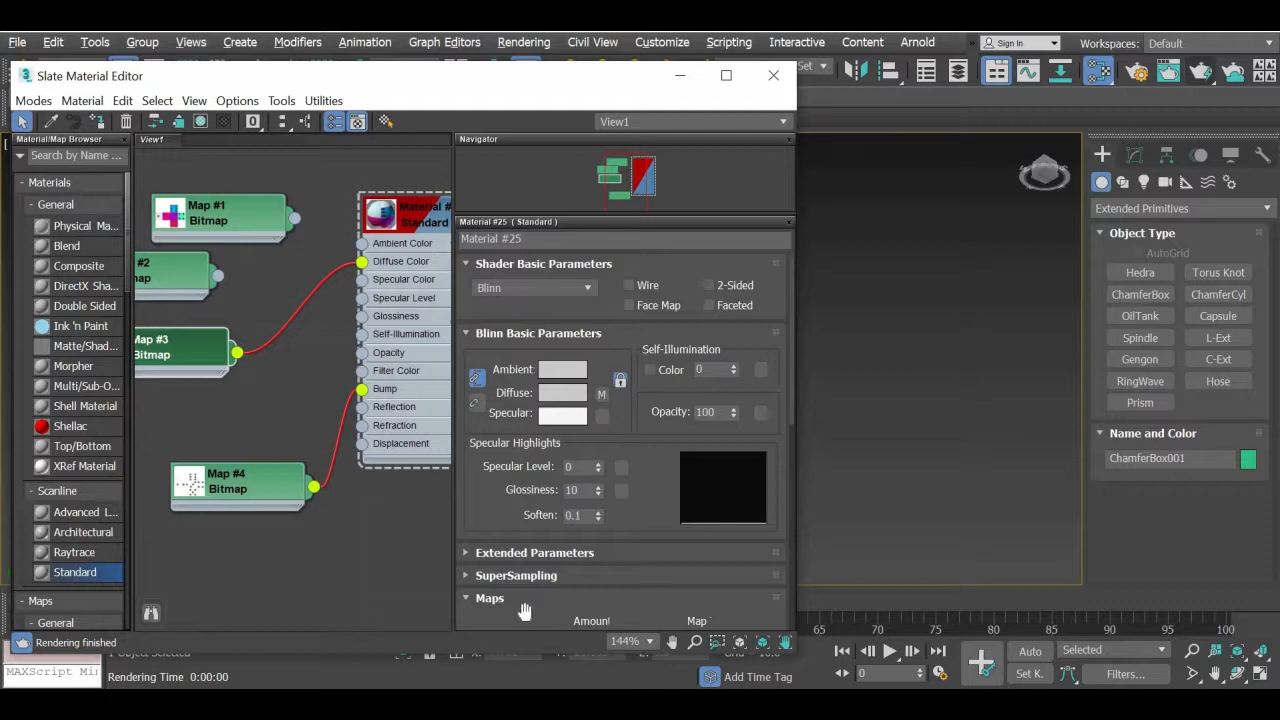 File Edit Tools Group Views Create Modifiers Animation Graph Editors Rendering Civil View Customize Scripting Interactive Content Arnold Sign In Workspaces: Default
Slate Material Editor
Set
Modes Material Edit Select View Options Tools Utilities
0 View1
Material/Map Browser View1 Navigator
Search by Name ...
Materials
General
Physical Ma...
Blend
Composite
DirectX Sha...
Double Sided
Ink 'n Paint
Matte/Shad...
Morpher
Multi/Sub-O...
Shell Material
Shellac
Top/Bottom
XRef Material
Scanline
Advanced L...
Architectural
Raytrace
Standard
Maps
General
Map #1
Bitmap
#2
map
Map #3
Bitmap
Map #4
Bitmap
Material #
Standard
Ambient Color
Diffuse Color
Specular Color
Specular Level
Glossiness
Self-Illumination
Opacity
Filter Color
Bump
Reflection
Refraction
Displacement
Material #25 ( Standard )
Material #25
Shader Basic Parameters
Blinn Wire 2-Sided
Face Map Faceted
Blinn Basic Parameters
Self-Illumination
Ambient: Color 0
Diffuse: M
Specular: Opacity: 100
Specular Highlights
Specular Level: 0
Glossiness: 10
Soften: 0.1
Extended Parameters
SuperSampling
Maps
Amount Map
Extended Primitives
Object Type
AutoGrid
Hedra Torus Knot
ChamferBox ChamferCyl
OilTank Capsule
Spindle L-Ext
Gengon C-Ext
RingWave Hose
Prism
Name and Color
ChamferBox001
65 70 75 80 85 90 95 100
Rendering finished 144%
1 Object Selected
Auto Selected
MAXScript Mi Rendering Time 0:00:00 Add Time Tag 0 Set K. Filters...